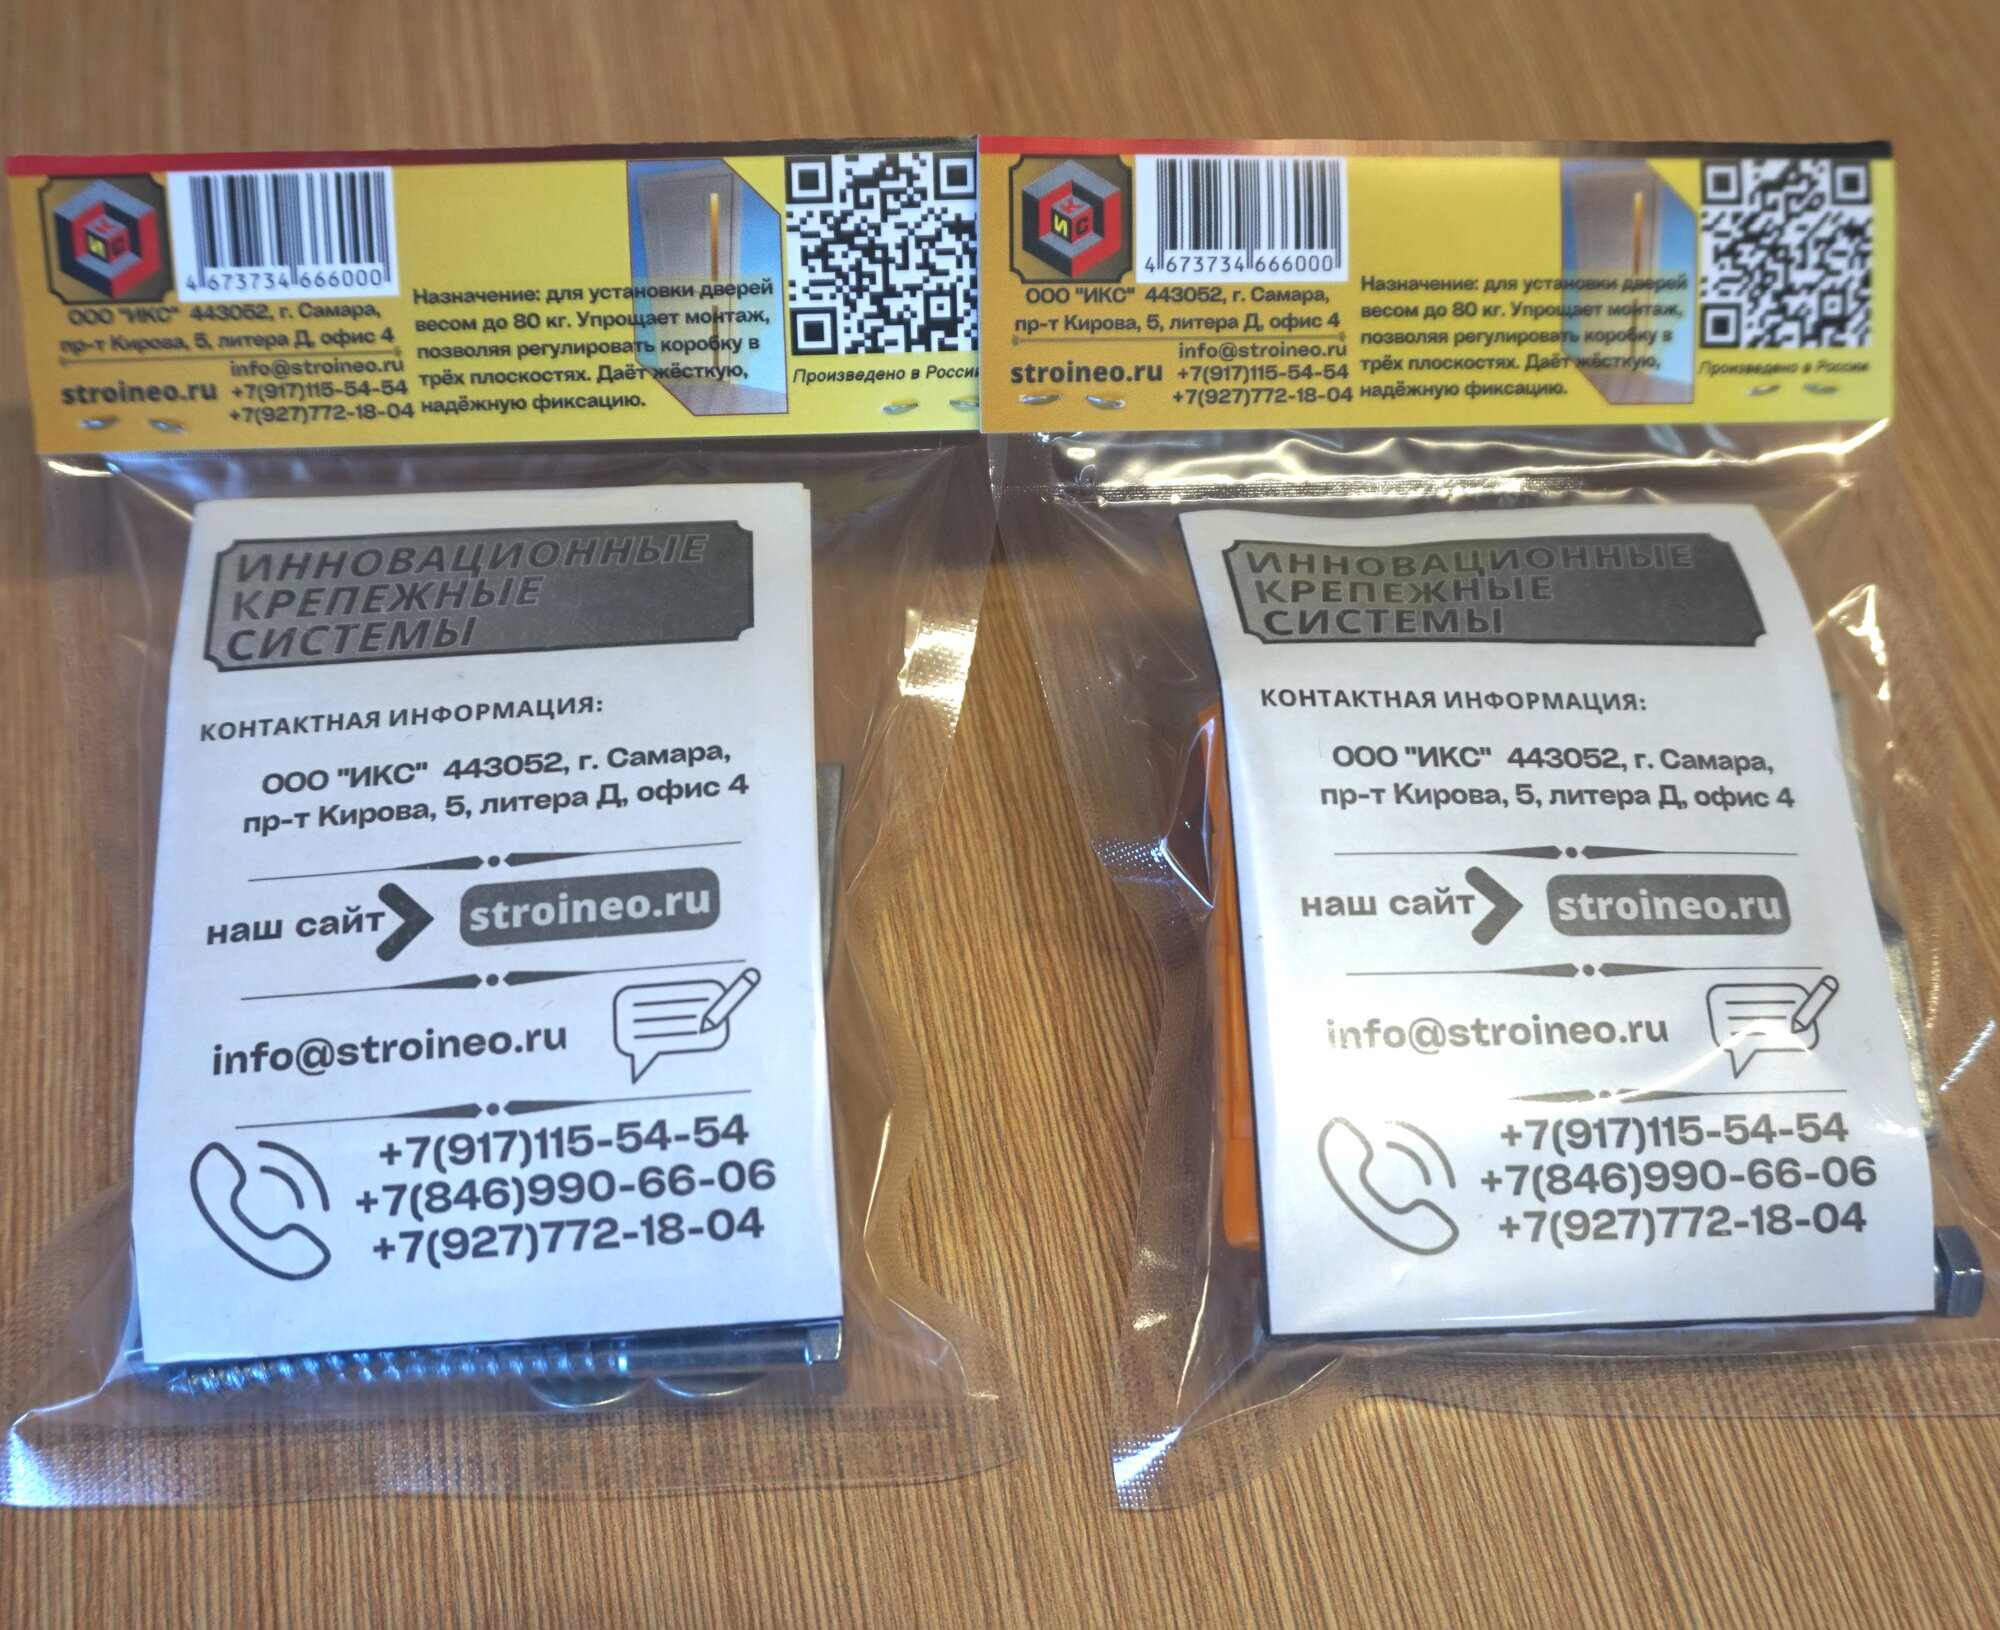 К
И С
4 673734 666000
ООО "ИКС" 443052, г. Самара,
пр-т Кирова, 5, литера Д, офис 4
info@stroineo.ru
stroineo.ru +7(917)115-54-54
+7(927)772-18-04
Назначение: для установки дверей
весом до 80 кг. Упрощает монтаж,
позволяя регулировать коробку в
трёх плоскостях. Даёт жёсткую,
надёжную фиксацию.
Произведено в России
ИННОВАЦИОННЫЕ
КРЕПЕЖНЫЕ
СИСТЕМЫ
КОНТАКТНАЯ ИНФОРМАЦИЯ:
ООО "ИКС" 443052, г. Самара,
пр-т Кирова, 5, литера Д, офис 4
наш сайт stroineo.ru
info@stroineo.ru
+7(917)115-54-54
+7(846)990-66-06
+7(927)772-18-04
К
И С
4 673734 666000
ООО "ИКС" 443052, г. Самара,
пр-т Кирова, 5, литера Д, офис 4
info@stroineo.ru
stroineo.ru +7(917)115-54-54
+7(927)772-18-04
Назначение: для установки дверей
весом до 80 кг. Упрощает монтаж,
позволяя регулировать коробку в
трёх плоскостях. Даёт жёсткую,
надёжную фиксацию.
Произведено в России
ИННОВАЦИОННЫЕ
КРЕПЕЖНЫЕ
СИСТЕМЫ
КОНТАКТНАЯ ИНФОРМАЦИЯ:
ООО "ИКС" 443052, г. Самара,
пр-т Кирова, 5, литера Д, офис 4
наш сайт stroineo.ru
info@stroineo.ru
+7(917)115-54-54
+7(846)990-66-06
+7(927)772-18-04